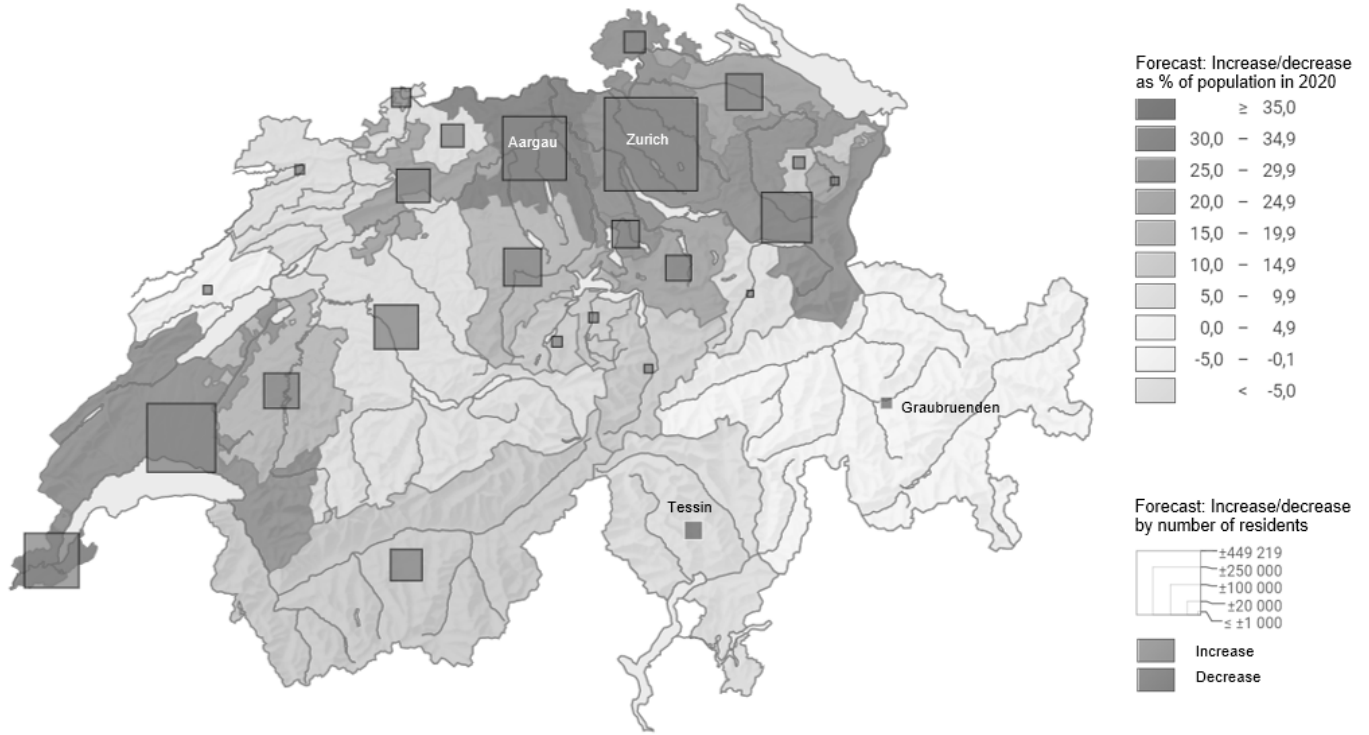 Forecast: Increase/decrease
as % of population in 2020
≥ 35,0
30,0 – 34,9
25,0 – 29,9
20,0 – 24,9
15,0 – 19,9
10,0 – 14,9
5,0 – 9,9
0,0 – 4,9
-5,0 – -0,1
< -5,0
Aargau
Zurich
Graubruenden
Tessin
Forecast: Increase/decrease
by number of residents
±449 219
±250 000
±100 000
±20 000
≤ ±1 000
Increase
Decrease